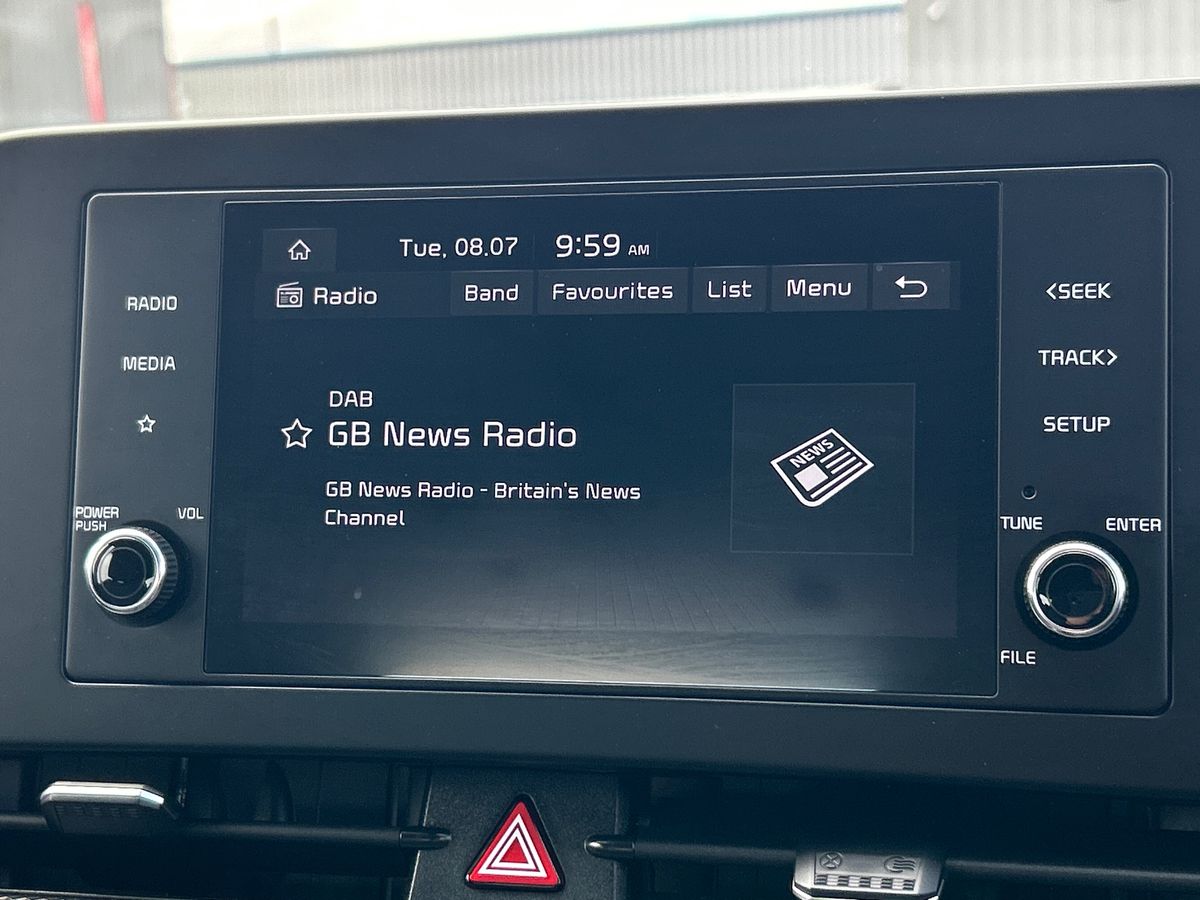 Tue, 08.07 9:59 AM
Radio Band Favourites List Menu
RADIO
MEDIA
DAB
GB News Radio
GB News Radio - Britain's News
Channel
NEWS
<SEEK
TRACK>
SETUP
POWER
PUSH
VOL
TUNE
ENTER
FILE